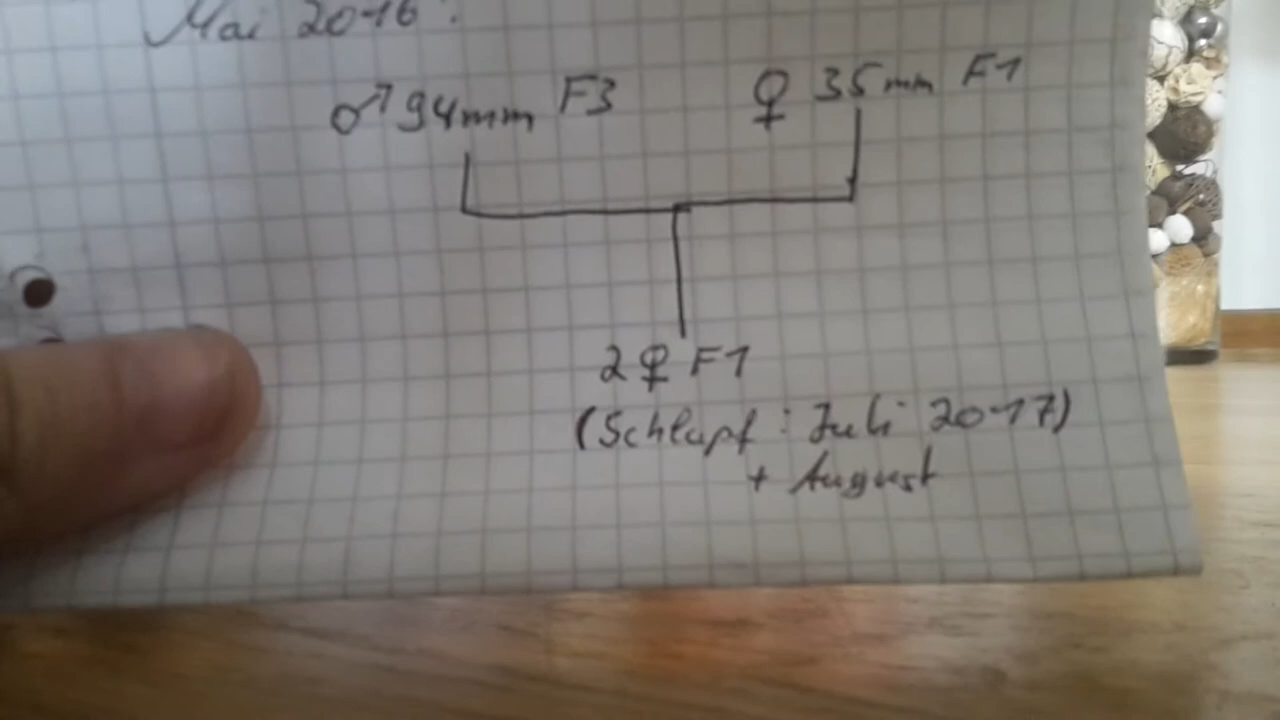 Mai 2016:
♂ 94mm F3 ♀ 35mm F1
2 ♀ F1
(Schlupf: Juli 2017)
+ August